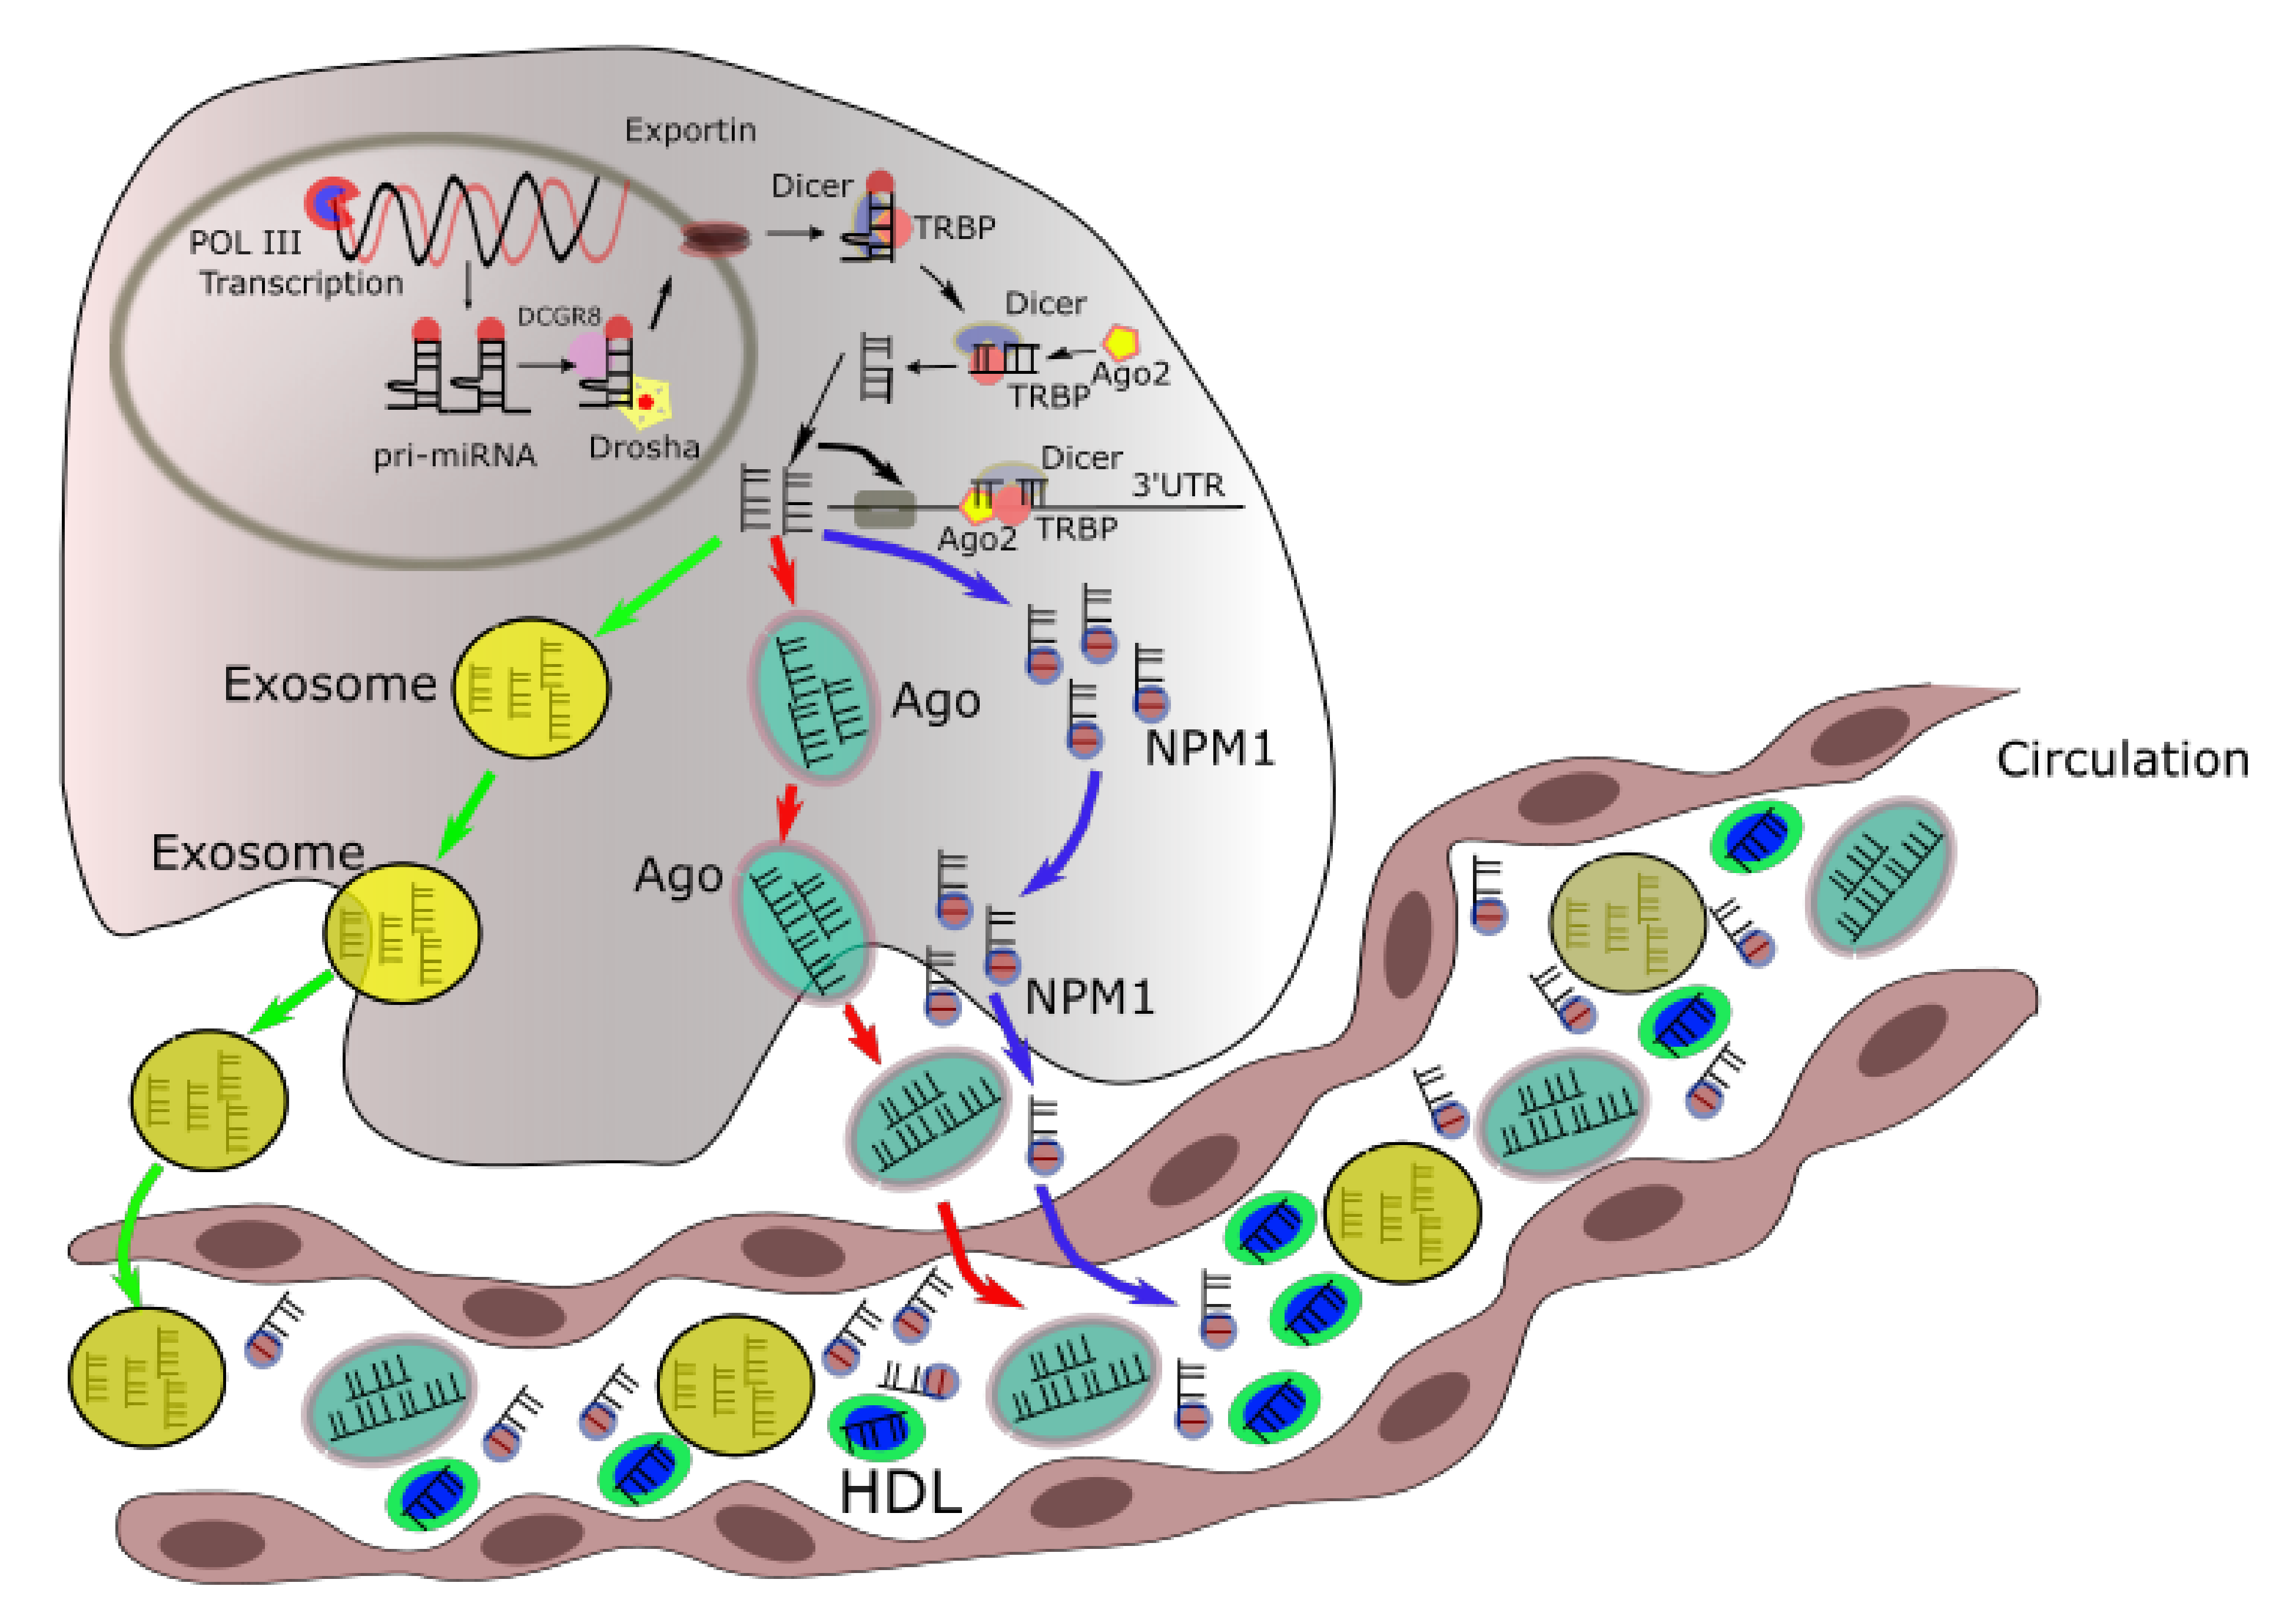 Exportin
Dicer
TRBP
POL III
Transcription
DCGR8
pri-miRNA
Drosha
Dicer
TRBP
Ago2
Dicer
3'UTR
Ago2
TRBP
Exosome
Ago
NPM1
Exosome
Ago
NPM1
Circulation
HDL